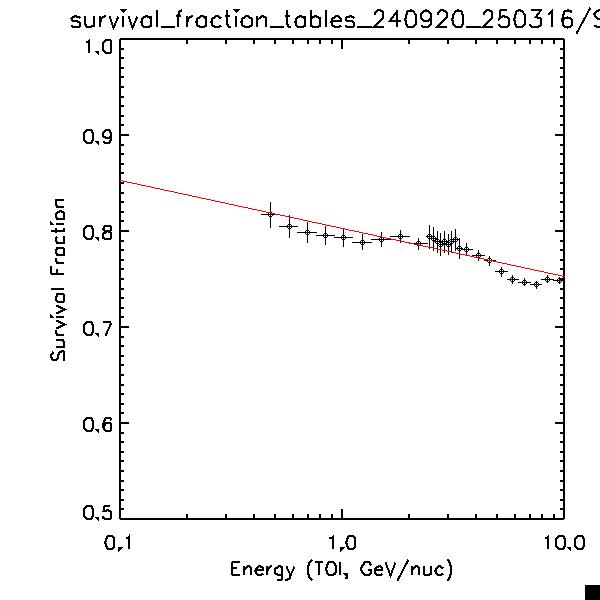 survival_fraction_tables_240920_250316/S
1.0
0.9
0.8
0.7
0.6
0.5
Survival Fraction
0.1 1.0 10.0
Energy (TOI, GeV/nuc)